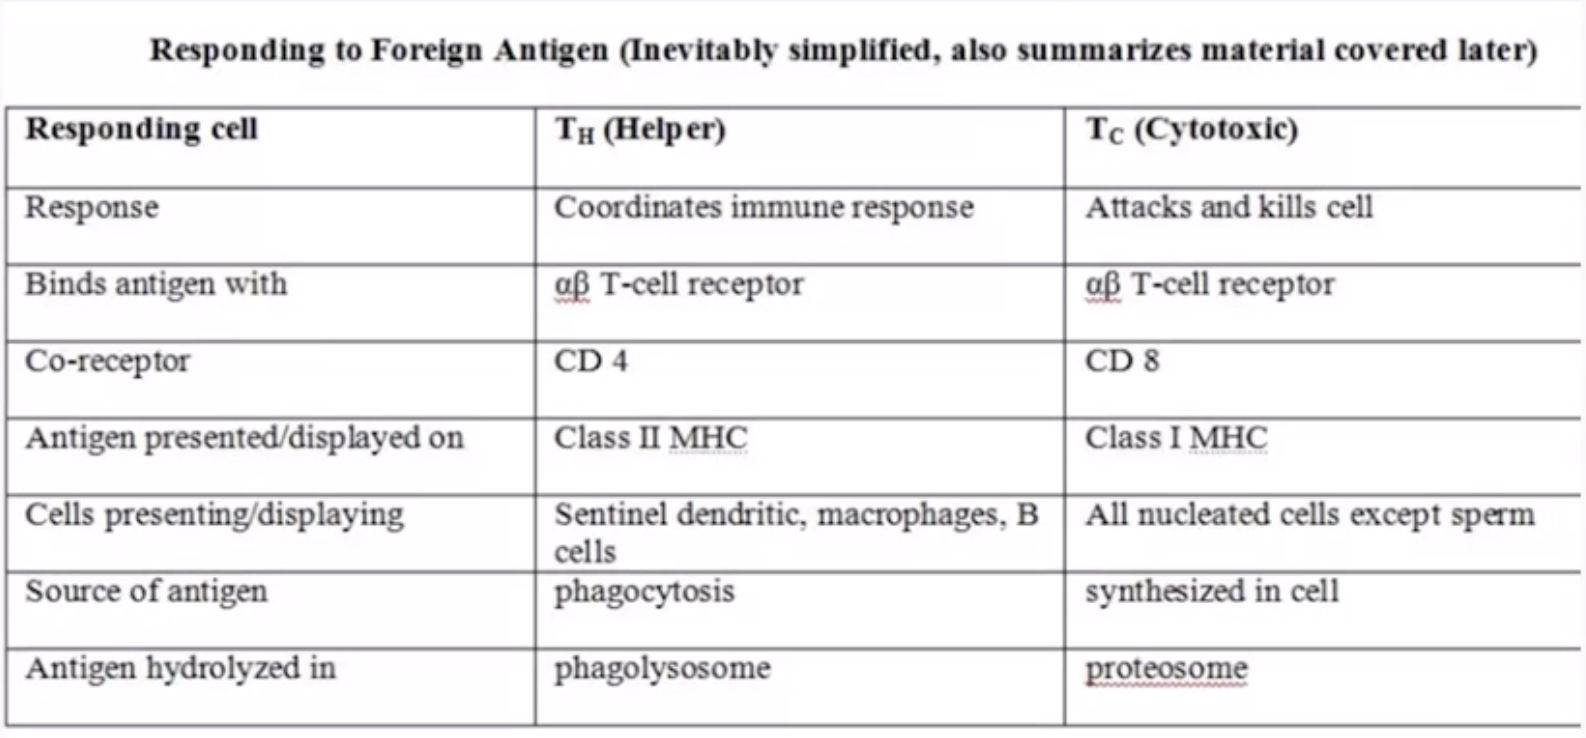 Responding to Foreign Antigen (Inevitably simplified, also summarizes material covered later)
Responding cell
TH (Helper)
TC (Cytotoxic)
Response
Coordinates immune response
Attacks and kills cell
Binds antigen with
αβ T-cell receptor
αβ T-cell receptor
Co-receptor
CD 4
CD 8
Antigen presented/displayed on
Class II MHC
Class I MHC
Cells presenting/displaying
Sentinel dendritic, macrophages, B
cells
All nucleated cells except sperm
Source of antigen
phagocytosis
synthesized in cell
Antigen hydrolyzed in
phagolysosome
proteosome